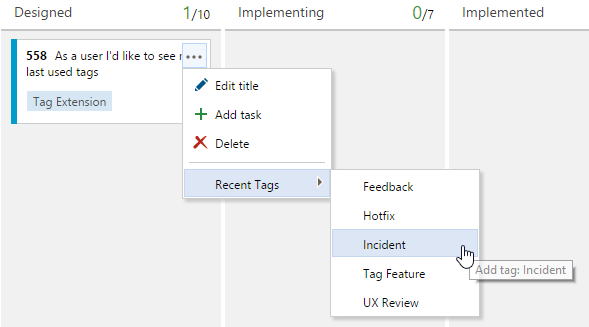 Designed 1/10 Implementing 0/7 Implemented
558 As a user I'd like to see
last used tags
Tag Extension
Edit title
Add task
Delete
Recent Tags
Feedback
Hotfix
Incident
Tag Feature
UX Review
Add tag: Incident